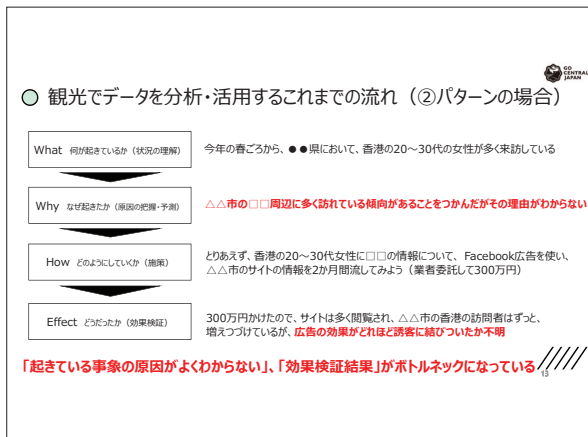 GO
CENTRAL
JAPAN
観光でデータを分析・活用するこれまでの流れ（②パターンの場合）
What 何が起きているか（状況の理解）
今年の春ごろから、●●県において、香港の20～30代の女性が多く来訪している
Why なぜ起きたか（原因の把握・予測）
△△市の□□周辺に多く訪れている傾向があることをつかんだがその理由がわからない
How どのようにしていくか（施策）
とりあえず、香港の20～30代女性に□□の情報について、Facebook広告を使い、
△△市のサイトの情報を2か月間流してみよう（業者委託して300万円）
Effect どうだったか（効果検証）
300万円かけたので、サイトは多く閲覧され、△△市の香港の訪問者はずっと、
増えつづけているが、広告の効果がどれほど誘客に結びついたか不明
「起きている事象の原因がよくわからない」、「効果検証結果」がボトルネックになっている
13